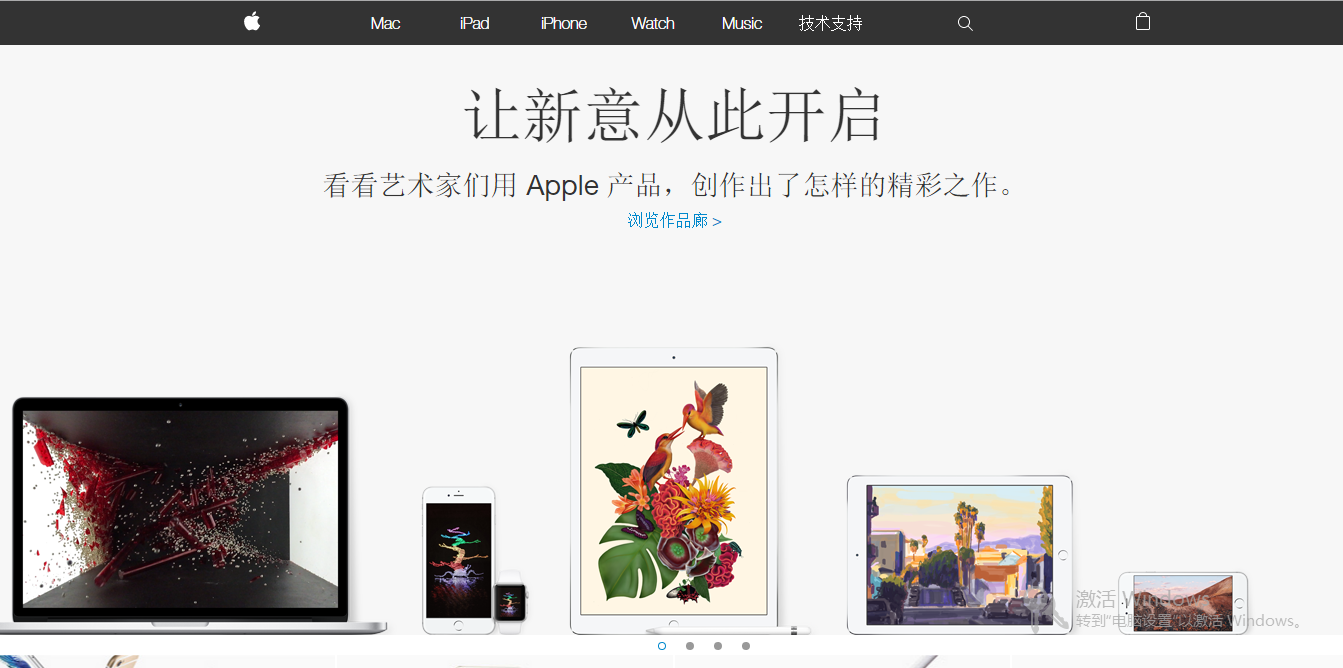 Mac iPad iPhone Watch Music 技术支持
让新意从此开启
看看艺术家们用 Apple 产品，创作出了怎样的精彩之作。
浏览作品廊 >
激活 Windows
转到"电脑设置"以激活 Windows。